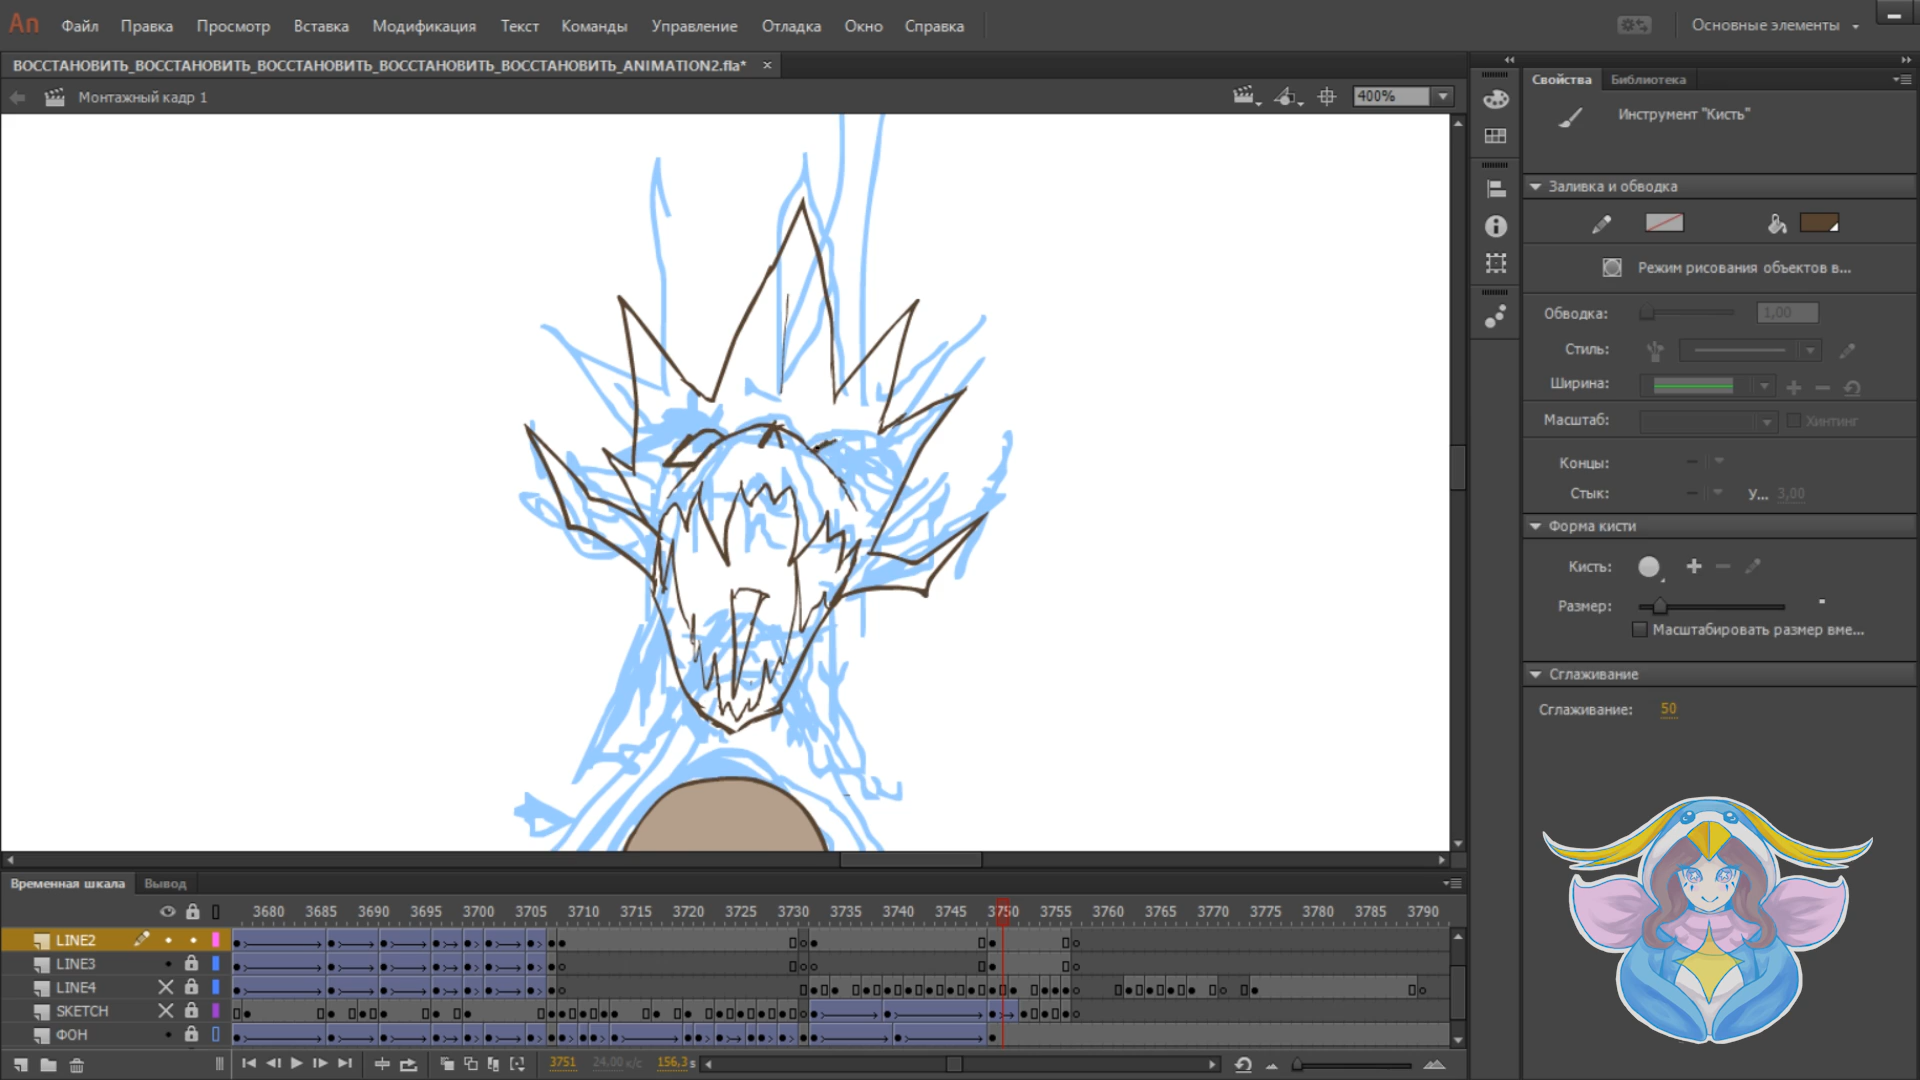 An Файл Правка Просмотр Вставка Модификация Текст Команды Управление Отладка Окно Справка Основные элементы
ВОССТАНОВИТЬ_ВОССТАНОВИТЬ_ВОССТАНОВИТЬ_ВОССТАНОВИТЬ_ВОССТАНОВИТЬ_ANIMATION2.fla* ×
Монтажный кадр 1 400%
Свойства Библиотека
Инструмент "Кисть"
Заливка и обводка
Режим рисования объектов в...
Обводка: 1,00
Стиль:
Ширина:
Масштаб: Хинтинг
Концы:
Стык: У... 3,00
Форма кисти
Кисть:
Размер:
Масштабировать размер вме...
Сглаживание
Сглаживание: 50
Временная шкала Вывод
3680 3685 3690 3695 3700 3705 3710 3715 3720 3725 3730 3735 3740 3745 3750 3755 3760 3765 3770 3775 3780 3785 3790
LINE2
LINE3
LINE4
SKETCH
ФОН
3751 24.00 к/с 156,3 s